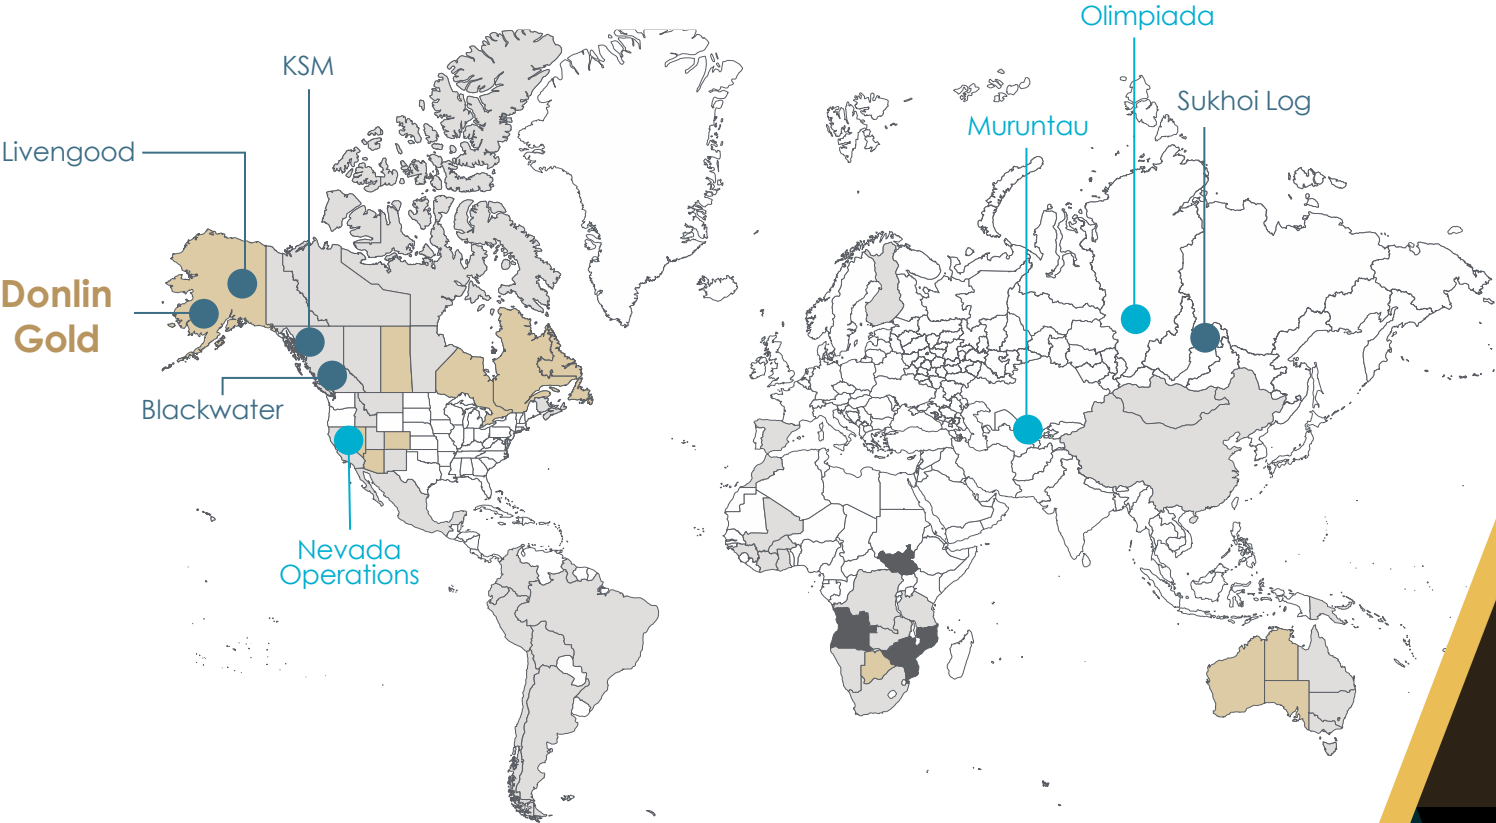 Olimpiada
KSM
Sukhoi Log
Muruntau
Livengood
Donlin
Gold
Blackwater
Nevada
Operations